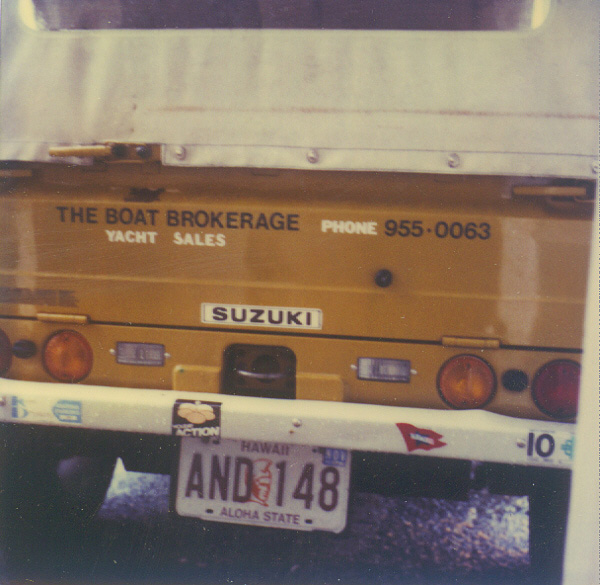 THE BOAT BROKERAGE PHONE 955·0063
YACHT SALES
SUZUKI
ACTION
10
HAWAII
AND 148
ALOHA STATE